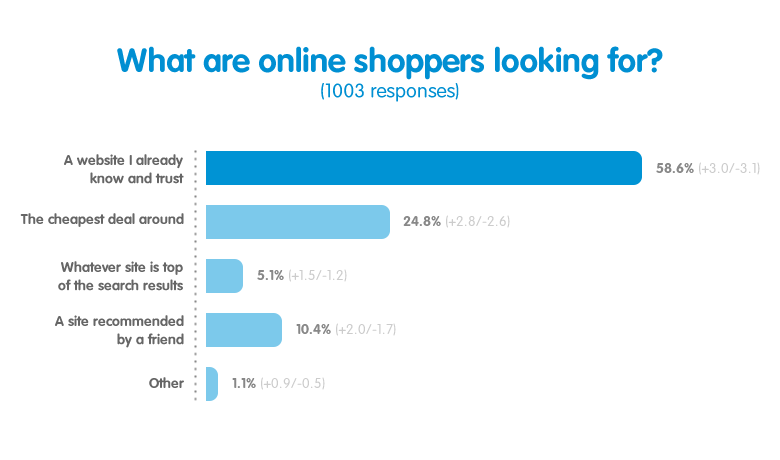 What are online shoppers looking for?
(1003 responses)
A website I already
know and trust
58.6% (+3.0/-3.1)
The cheapest deal around
24.8% (+2.8/-2.6)
Whatever site is top
of the search results
5.1% (+1.5/-1.2)
A site recommended
by a friend
10.4% (+2.0/-1.7)
Other
1.1% (+0.9/-0.5)